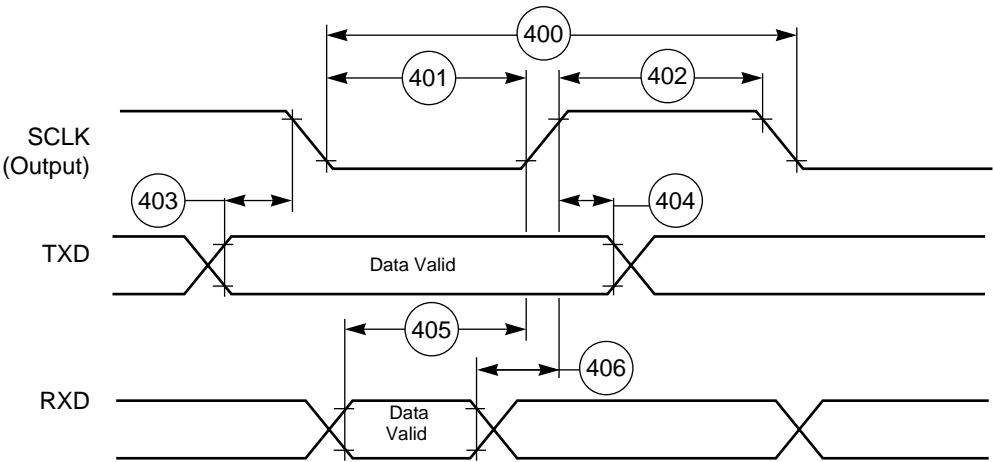 400
401
402
SCLK
(Output)
403
404
TXD
Data Valid
405
406
RXD
Data
Valid